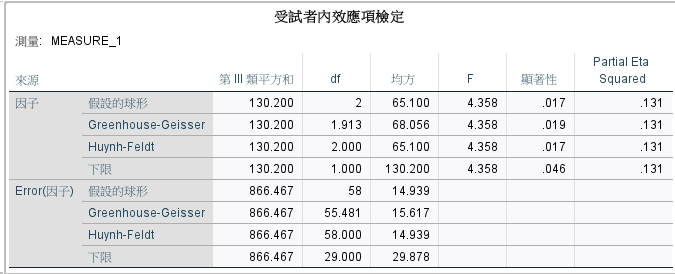 受試者內效應項檢定
測量: MEASURE_1
來源 第 III 類平方和 df 均方 F 顯著性 Partial Eta Squared
因子 假設的球形 130.200 2 65.100 4.358 .017 .131
Greenhouse-Geisser 130.200 1.913 68.056 4.358 .019 .131
Huynh-Feldt 130.200 2.000 65.100 4.358 .017 .131
下限 130.200 1.000 130.200 4.358 .046 .131
Error(因子) 假設的球形 866.467 58 14.939
Greenhouse-Geisser 866.467 55.481 15.617
Huynh-Feldt 866.467 58.000 14.939
下限 866.467 29.000 29.878